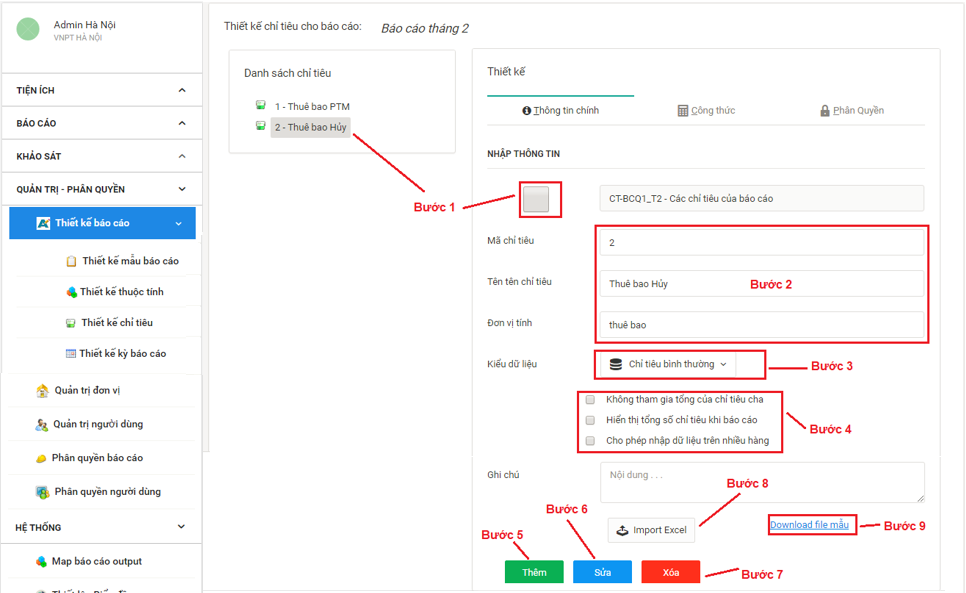 Admin Hà Nội
VNPT HÀ NỘI
TIỆN ÍCH
BÁO CÁO
KHẢO SÁT
QUẢN TRỊ - PHÂN QUYỀN
Thiết kế báo cáo
Thiết kế mẫu báo cáo
Thiết kế thuộc tính
Thiết kế chỉ tiêu
Thiết kế kỳ báo cáo
Quản trị đơn vị
Quản trị người dùng
Phân quyền báo cáo
Phân quyền người dùng
HỆ THỐNG
Map báo cáo output
Thiết kế chỉ tiêu cho báo cáo: Báo cáo tháng 2
Danh sách chỉ tiêu
1 - Thuê bao PTM
2 - Thuê bao Hủy
Bước 1
Thiết kế
Thông tin chính
Công thức
Phân Quyền
NHẬP THÔNG TIN
CT-BCQ1_T2 - Các chỉ tiêu của báo cáo
Mã chỉ tiêu
2
Tên tên chỉ tiêu
Thuê bao Hủy
Bước 2
Đơn vị tính
thuê bao
Kiểu dữ liệu
Chỉ tiêu bình thường
Bước 3
Không tham gia tổng của chỉ tiêu cha
Hiển thị tổng số chỉ tiêu khi báo cáo
Cho phép nhập dữ liệu trên nhiều hàng
Bước 4
Ghi chú
Nội dung . . .
Bước 8
Bước 6
Import Excel
Download file mẫu
Bước 9
Bước 5
Thêm
Sửa
Xóa
Bước 7